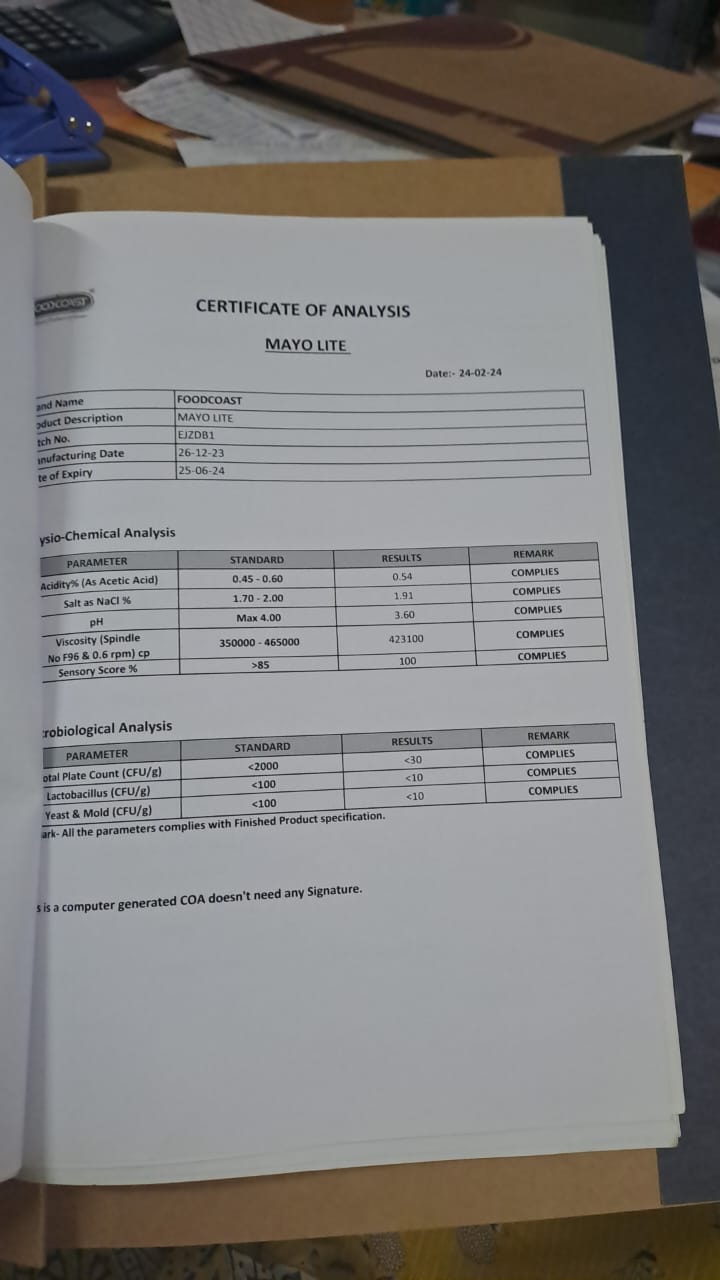 OODCOAST
CERTIFICATE OF ANALYSIS
MAYO LITE
Date:- 24-02-24
and Name FOODCOAST
oduct Description MAYO LITE
tch No. EJZDB1
anufacturing Date 26-12-23
te of Expiry 25-06-24
ysio-Chemical Analysis
PARAMETER STANDARD RESULTS REMARK
Acidity% (As Acetic Acid) 0.45 - 0.60 0.54 COMPLIES
Salt as NaCl % 1.70 - 2.00 1.91 COMPLIES
pH Max 4.00 3.60 COMPLIES
Viscosity (Spindle
No F96 & 0.6 rpm) cp 350000 - 465000 423100 COMPLIES
Sensory Score % >85 100 COMPLIES
robiological Analysis
PARAMETER STANDARD RESULTS REMARK
otal Plate Count (CFU/g) <2000 <30 COMPLIES
Lactobacillus (CFU/g) <100 <10 COMPLIES
Yeast & Mold (CFU/g) <100 <10 COMPLIES
ark- All the parameters complies with Finished Product specification.
s is a computer generated COA doesn't need any Signature.